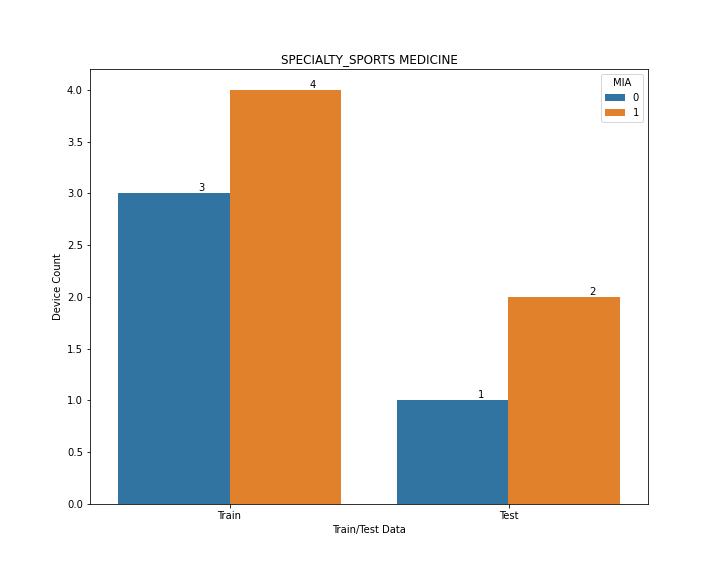 SPECIALTY_SPORTS MEDICINE
MIA
0
1
4
3
2
1
4.0
3.5
3.0
2.5
2.0
1.5
1.0
0.5
0.0
Device Count
Train
Test
Train/Test Data